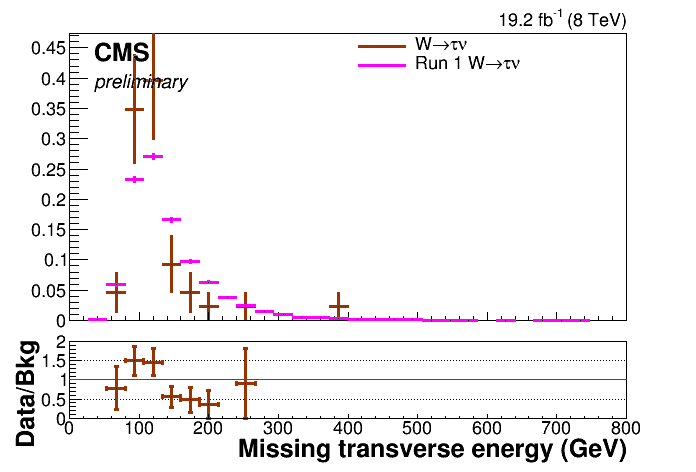 19.2 fb-1 (8 TeV)
CMS
preliminary
W→τν
Run 1 W→τν
0.45
0.4
0.35
0.3
0.25
0.2
0.15
0.1
0.05
0
Data/Bkg
2
1.5
1
0.5
0
0 100 200 300 400 500 600 700 800
Missing transverse energy (GeV)